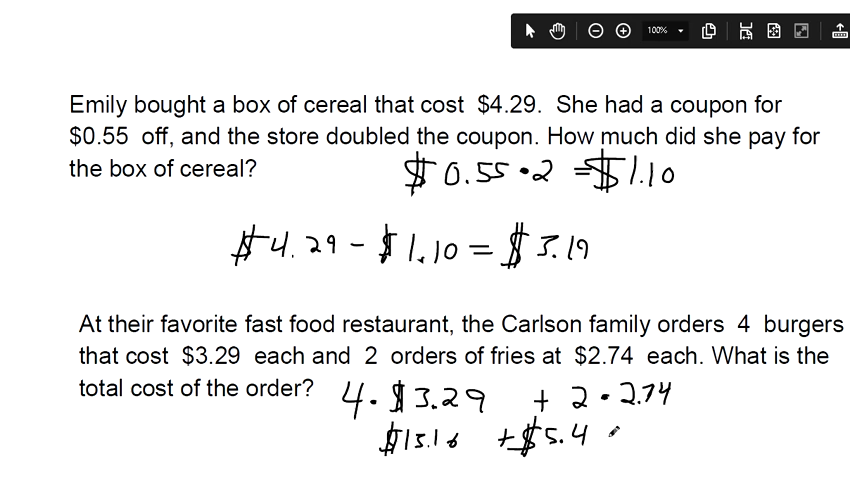 100%
Emily bought a box of cereal that cost $4.29. She had a coupon for
$0.55 off, and the store doubled the coupon. How much did she pay for
the box of cereal?
$0.55 • 2 = $1.10
$4.29 - $1.10 = $3.19
At their favorite fast food restaurant, the Carlson family orders 4 burgers
that cost $3.29 each and 2 orders of fries at $2.74 each. What is the
total cost of the order?
4 • $3.29 + 2 • 2.74
$13.16 + $5.4